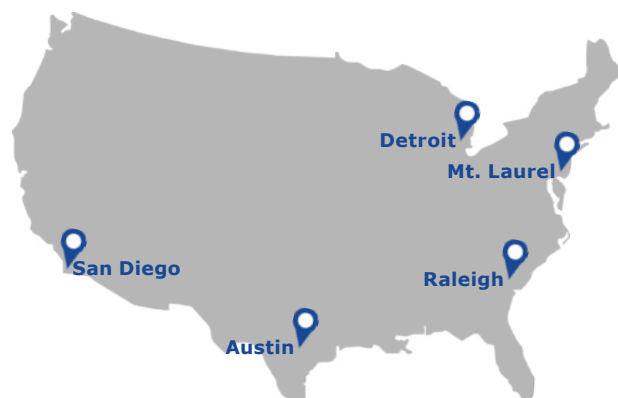 Detroit
Mt. Laurel
San Diego
Raleigh
Austin